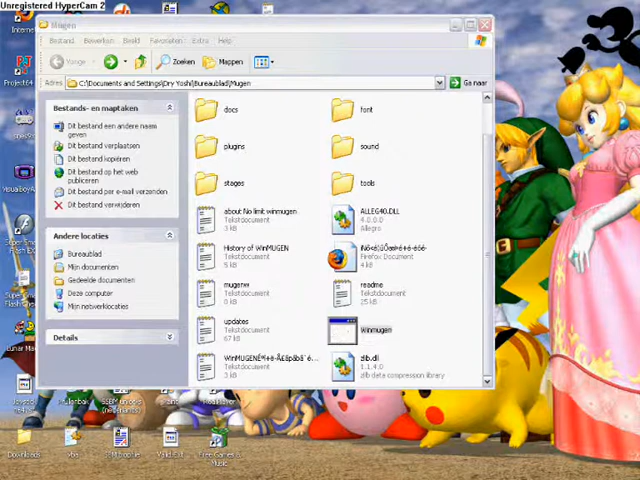 Unregistered HyperCam 2
Mugen
Bestand Bewerken Beeld Favorieten Extra Help
Vorige Zoeken Mappen
Adres C:\Documents and Settings\Dry Yoshi\Bureaublad\Mugen Ga naar
Bestands- en maptaken
Dit bestand een andere naam
geven
Dit bestand verplaatsen
Dit bestand kopiëren
Dit bestand op het web
publiceren
Dit bestand per e-mail verzenden
Dit bestand verwijderen
Andere locaties
Bureaublad
Mijn documenten
Gedeelde documenten
Deze computer
Mijn netwerklocaties
Details
docs
font
plugins
sound
stages
tools
about No limit winmugen
Tekstdocument
3 kB
ALLEG40.DLL
4.0.0.0
Allegro
History of WinMUGEN
Tekstdocument
5 kB
Firefox Document
4 kB
mugenw
Tekstdocument
readme
Tekstdocument
25 kB
updates
Tekstdocument
67 kB
Winmugen
Tekstdocument
3 kB
zlib.dll
1.1.4.0
zlib data compression library
Project64
Downloads
vba
Free Games &
Music